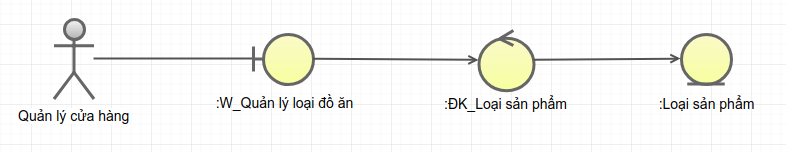 Quản lý cửa hàng
:W_Quản lý loại đồ ăn
:ĐK_Loại sản phẩm
:Loại sản phẩm